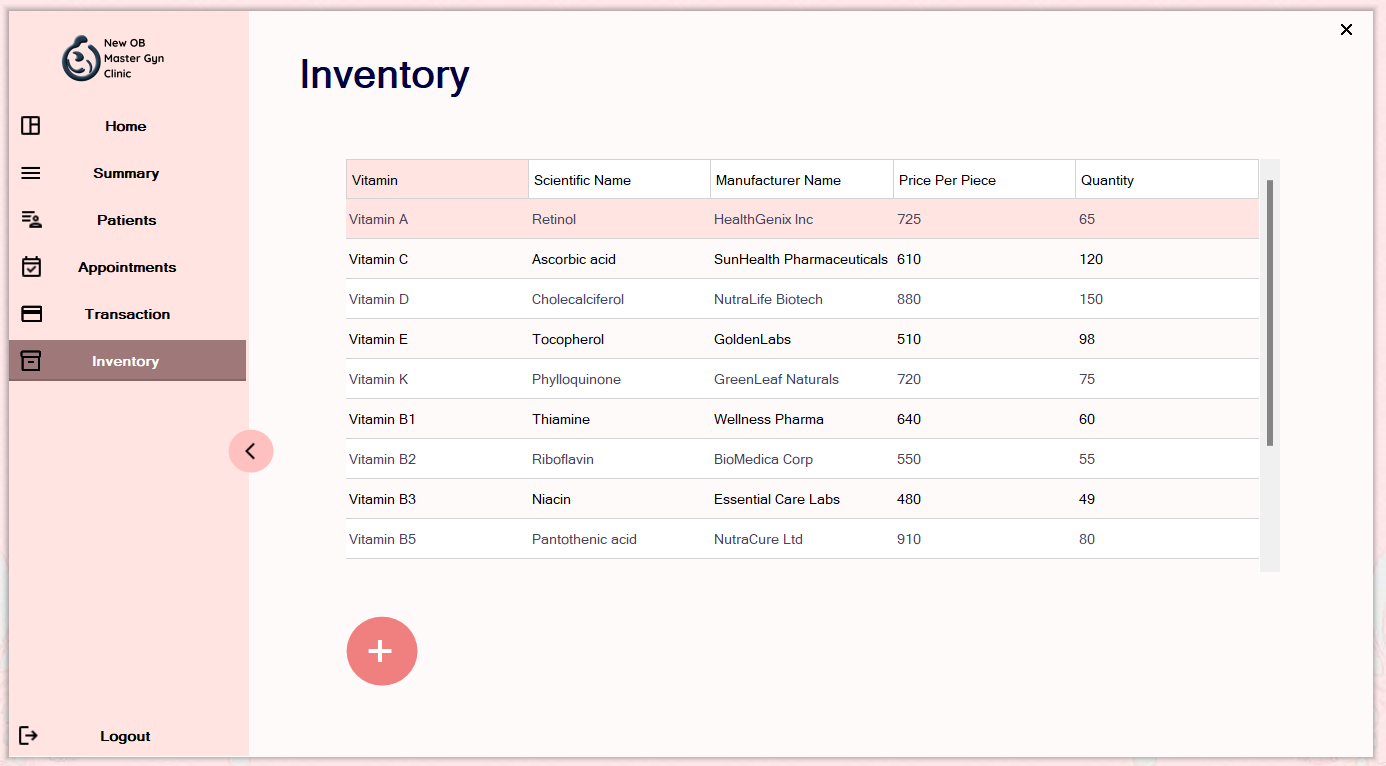 New OB
Master Gyn
Clinic
Home
Summary
Patients
Appointments
Transaction
Inventory
Logout
Inventory
Vitamin Scientific Name Manufacturer Name Price Per Piece Quantity
Vitamin A Retinol HealthGenix Inc 725 65
Vitamin C Ascorbic acid SunHealth Pharmaceuticals 610 120
Vitamin D Cholecalciferol NutraLife Biotech 880 150
Vitamin E Tocopherol GoldenLabs 510 98
Vitamin K Phylloquinone GreenLeaf Naturals 720 75
Vitamin B1 Thiamine Wellness Pharma 640 60
Vitamin B2 Riboflavin BioMedica Corp 550 55
Vitamin B3 Niacin Essential Care Labs 480 49
Vitamin B5 Pantothenic acid NutraCure Ltd 910 80